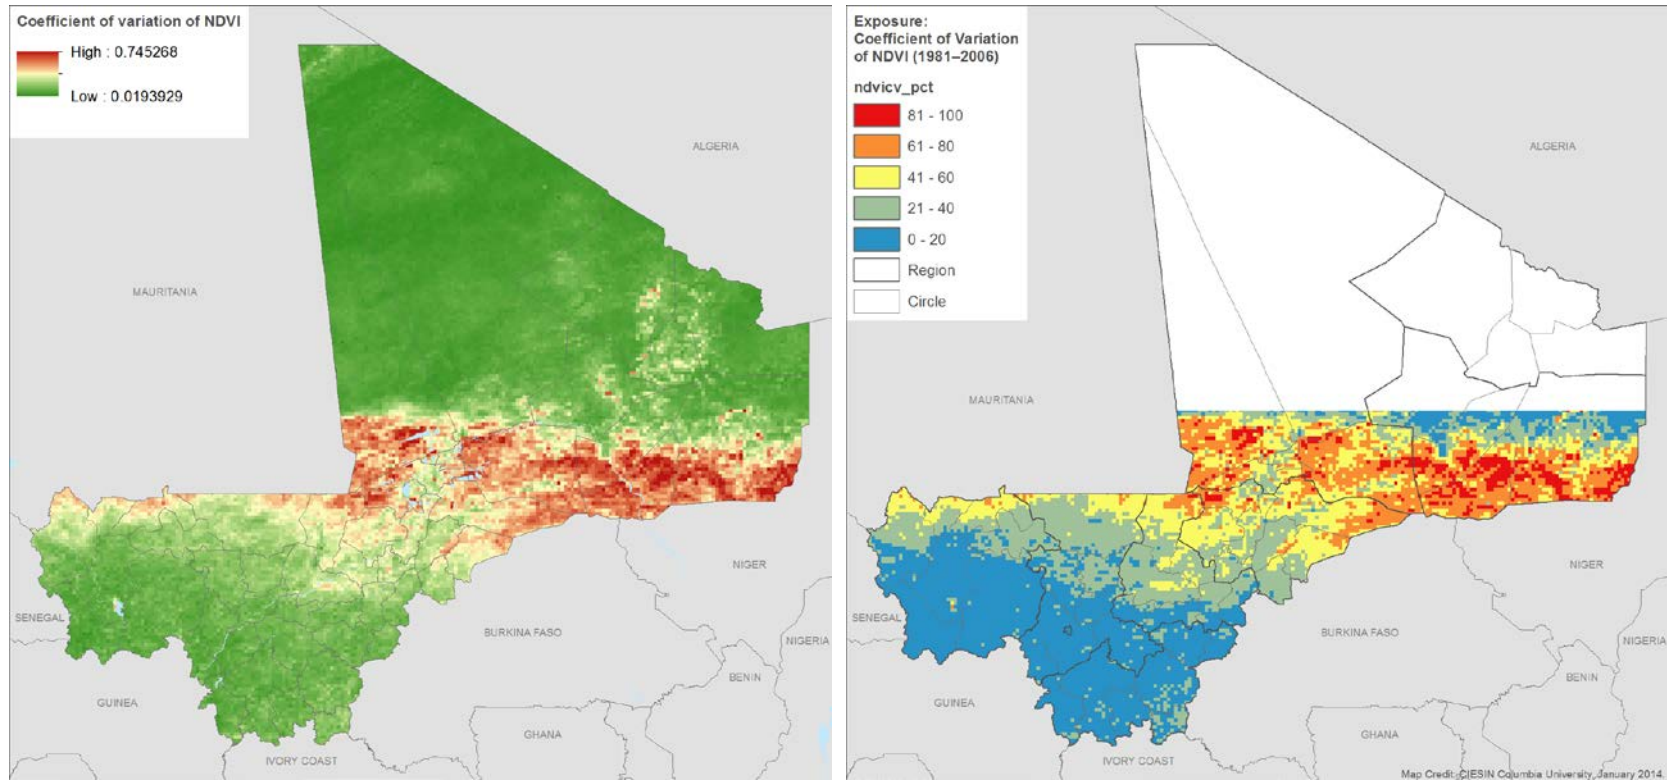 Coefficient of variation of NDVI
High : 0.745268
Low : 0.0193929
ALGERIA
MAURITANIA
NIGER
SENEGAL
BURKINA FASO
NIGERIA
BENIN
GUINEA
GHANA
IVORY COAST
Exposure:
Coefficient of Variation
of NDVI (1981–2006)
ndvicv_pct
81 - 100
61 - 80
41 - 60
21 - 40
0 - 20
Region
Circle
ALGERIA
MAURITANIA
NIGER
SENEGAL
BURKINA FASO
NIGERIA
BENIN
GUINEA
GHANA
IVORY COAST
Map Credit: CIESIN Columbia University, January 2014